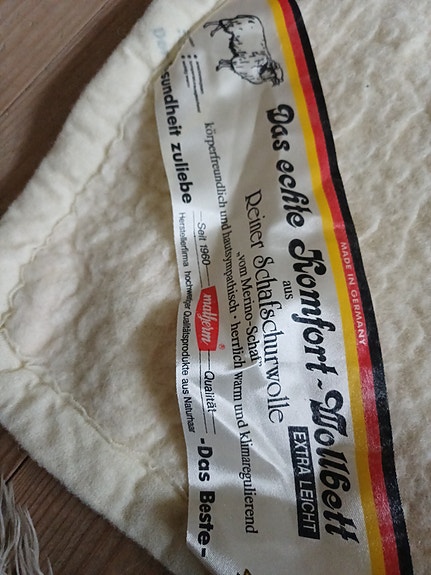 MADE IN GERMANY
Das echte Komfort-Wollbett
EXTRA LEICHT
aus
Reiner Schafschurwolle
„vom Merino-Schaf“
körperfreundlich und hautsympathisch · herrlich warm und klimaregulierend
Seit 1960 malferm® Qualität
sundheit zuliebe
-Das Beste-
Herstellerfirma hochwertiger Qualitätsprodukte aus Naturhaar